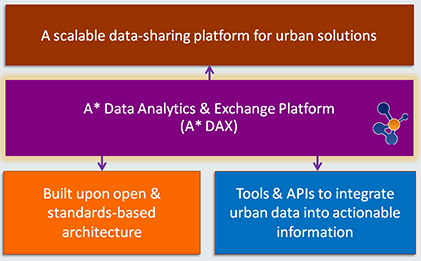 A scalable data-sharing platform for urban solutions
A* Data Analytics & Exchange Platform
(A* DAX)
Built upon open &
standards-based
architecture
Tools & APIs to integrate
urban data into actionable
information